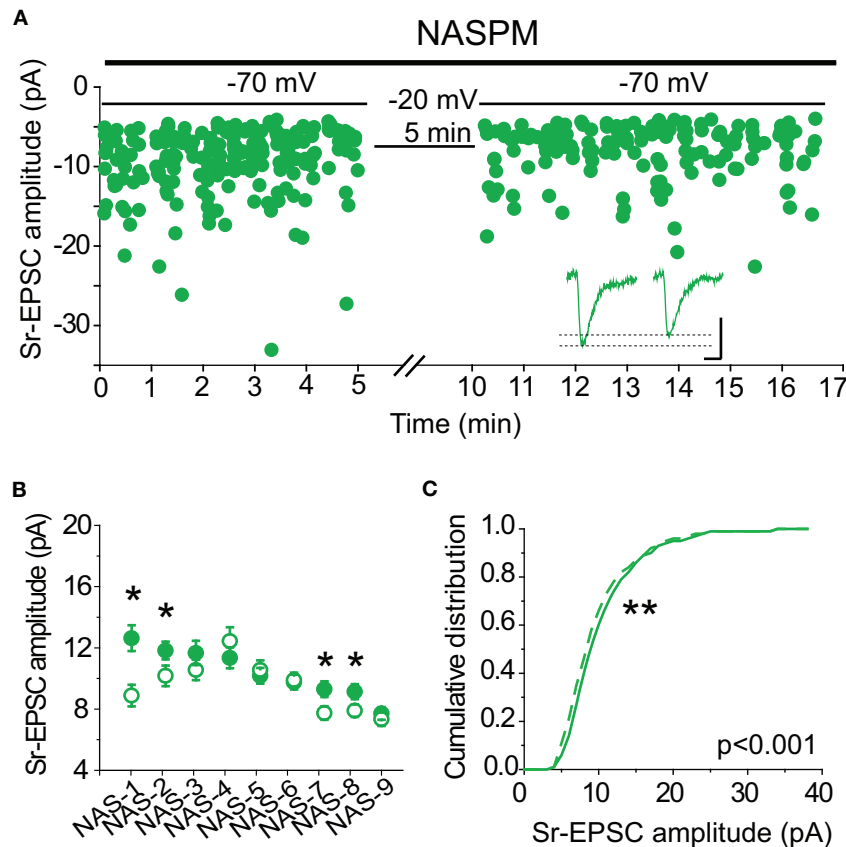 A
NASPM
-70 mV
-20 mV
5 min
-70 mV
Sr-EPSC amplitude (pA)
0
-10
-20
-30
0 1 2 3 4 5 10 11 12 13 14 15 16 17
Time (min)
B
Sr-EPSC amplitude (pA)
20
16
12
8
4
* * * *
NAS-1 NAS-2 NAS-3 NAS-4 NAS-5 NAS-6 NAS-7 NAS-8 NAS-9
C
Cumulative distribution
1.0
0.8
0.6
0.4
0.2
0.0
**
p<0.001
0 10 20 30 40
Sr-EPSC amplitude (pA)